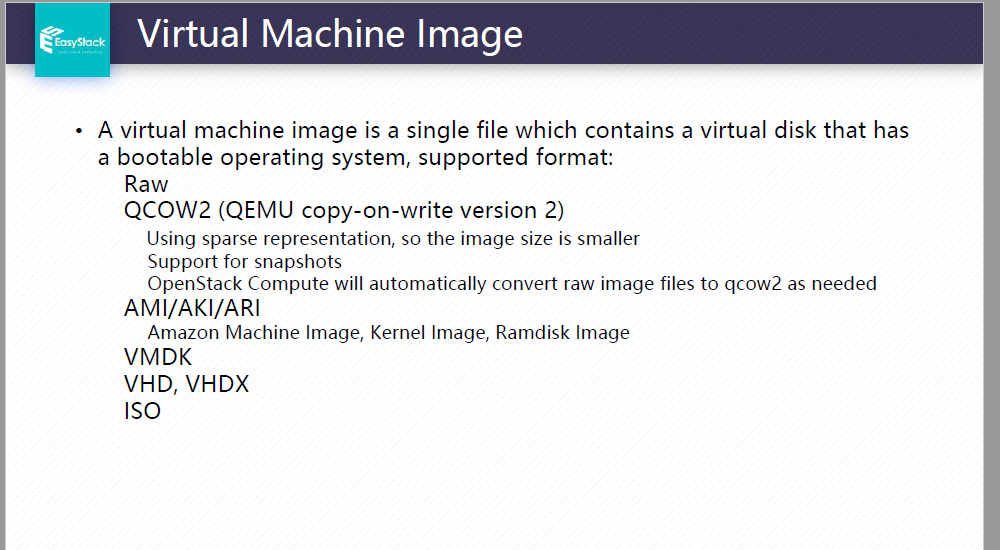 EasyStack
Virtual Machine Image
• A virtual machine image is a single file which contains a virtual disk that has
a bootable operating system, supported format:
Raw
QCOW2 (QEMU copy-on-write version 2)
Using sparse representation, so the image size is smaller
Support for snapshots
OpenStack Compute will automatically convert raw image files to qcow2 as needed
AMI/AKI/ARI
Amazon Machine Image, Kernel Image, Ramdisk Image
VMDK
VHD, VHDX
ISO